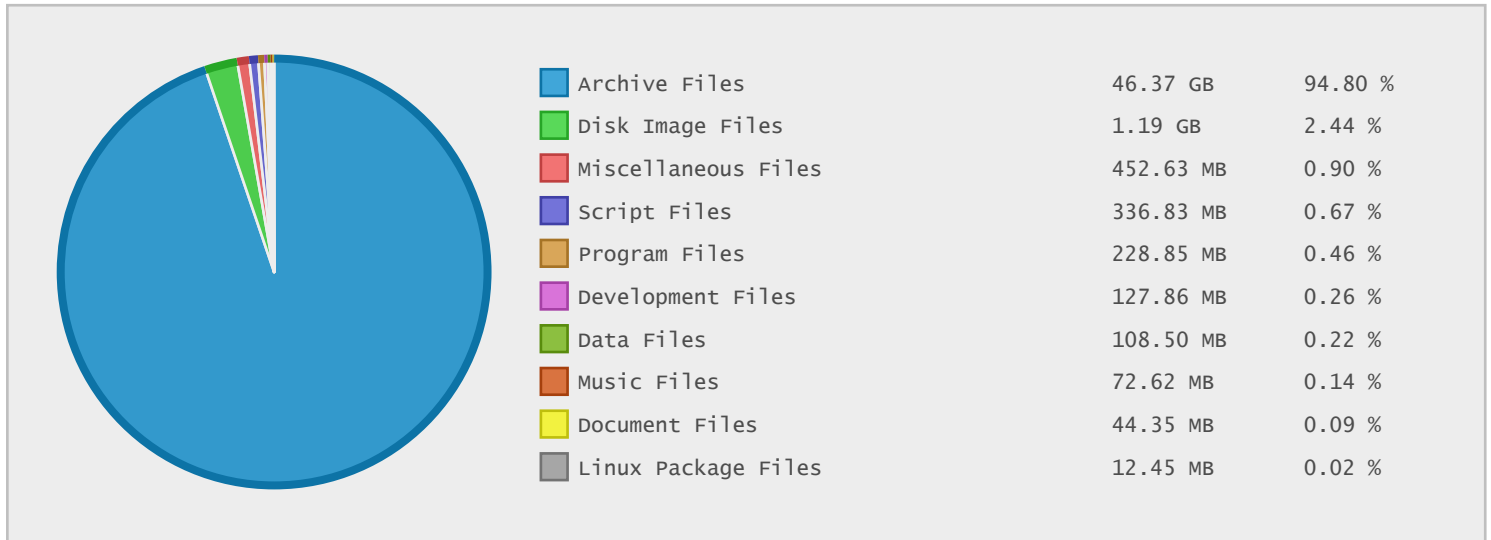 Archive Files 46.37 GB 94.80 %
Disk Image Files 1.19 GB 2.44 %
Miscellaneous Files 452.63 MB 0.90 %
Script Files 336.83 MB 0.67 %
Program Files 228.85 MB 0.46 %
Development Files 127.86 MB 0.26 %
Data Files 108.50 MB 0.22 %
Music Files 72.62 MB 0.14 %
Document Files 44.35 MB 0.09 %
Linux Package Files 12.45 MB 0.02 %